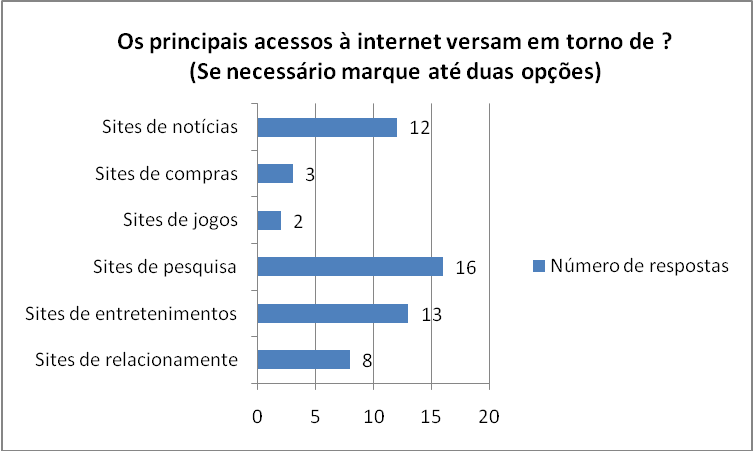 Os principais acessos à internet versam em torno de ?
(Se necessário marque até duas opções)
Sites de notícias 12
Sites de compras 3
Sites de jogos 2
Sites de pesquisa 16
Sites de entretenimentos 13
Sites de relacionamente 8
Número de respostas
0 5 10 15 20